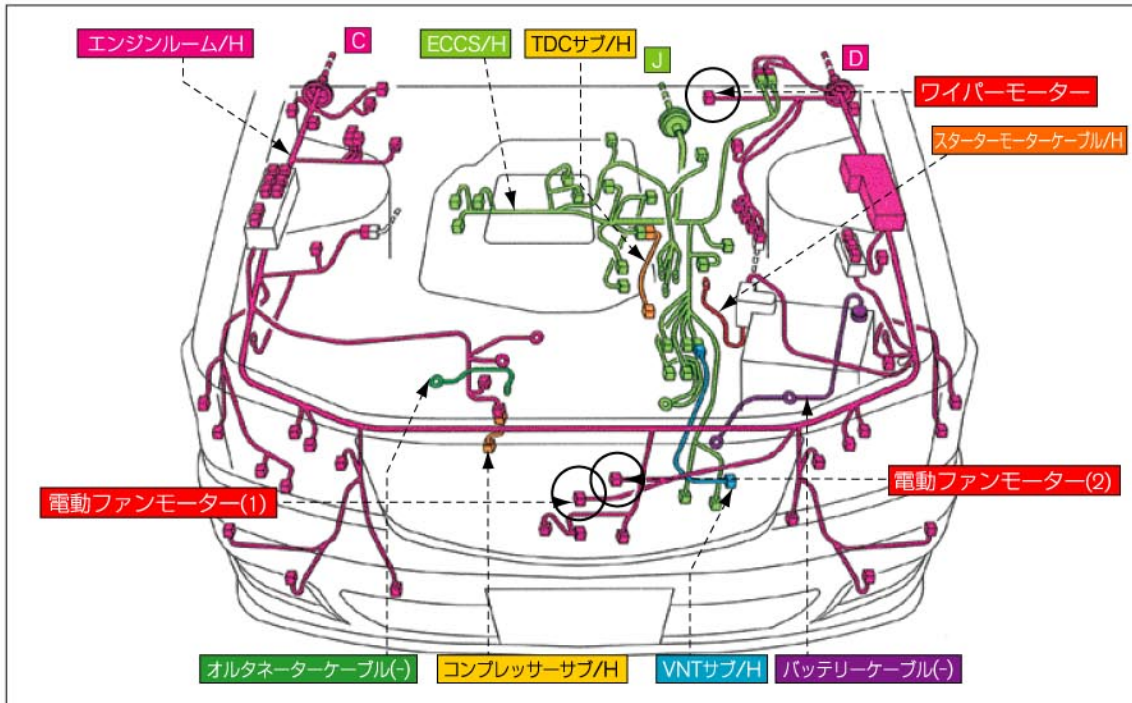 エンジンルーム/H
C
ECCS/H
TDCサブ/H
J
D
ワイパーモーター
スターターモーターケーブル/H
電動ファンモーター(1)
電動ファンモーター(2)
オルタネーターケーブル(-)
コンプレッサーサブ/H
VNTサブ/H
バッテリーケーブル(-)